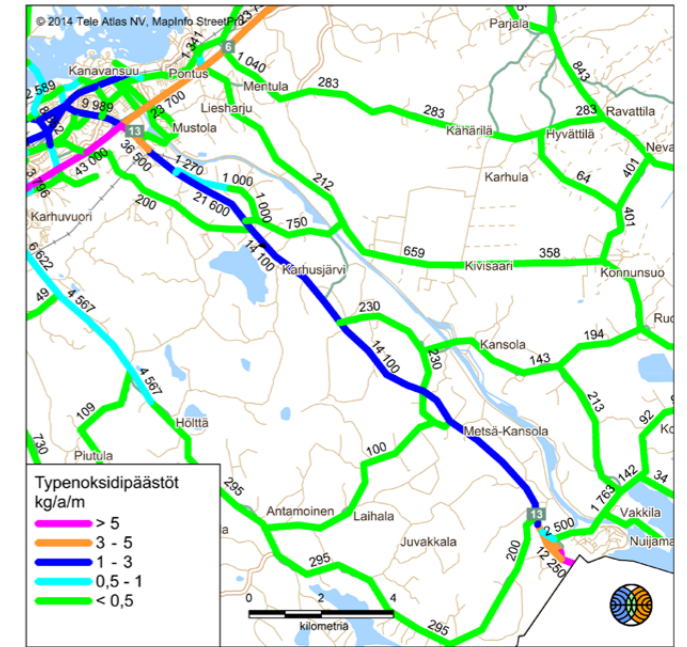 © 2014 Tele Atlas NV, MapInfo StreetPro
Parjala
6
1 341
1 040
843
Kanavansuu
Pontus
Mentula
283
2 589
283
283
Ravattila
9 989
23 700
Liesharju
Mustola
Kähärilä
Hyvättilä
13
36 500
43 000
1 270
1 000
212
Karhula
64
401
3 796
200
21 600
1 000
750
401
Karhuvuori
14 100
659
Kivisaari
358
Konnunsuo
6 622
Karhusjärvi
49
4 567
230
194
14 100
230
Kansola
143
4 567
213
109
Hölttä
92
730
Piutula
100
Metsä-Kansola
Typenoksidipäästöt
kg/a/m
> 5
3 - 5
1 - 3
0,5 - 1
< 0,5
295
142
34
1 763
Antamoinen
Laihala
13
2 500
Vakkila
295
Juvakkala
200
12 250
Nuijama
0
2
4
kilometriä
295